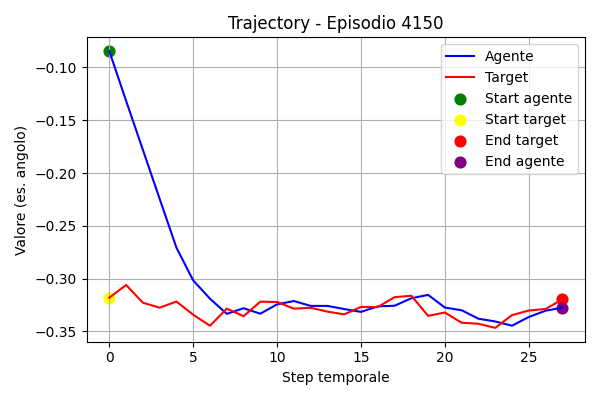 Trajectory - Episodio 4150
Agente
Target
Start agente
Start target
End target
End agente
Valore (es. angolo)
−0.10
−0.15
−0.20
−0.25
−0.30
−0.35
0
5
10
15
20
25
Step temporale